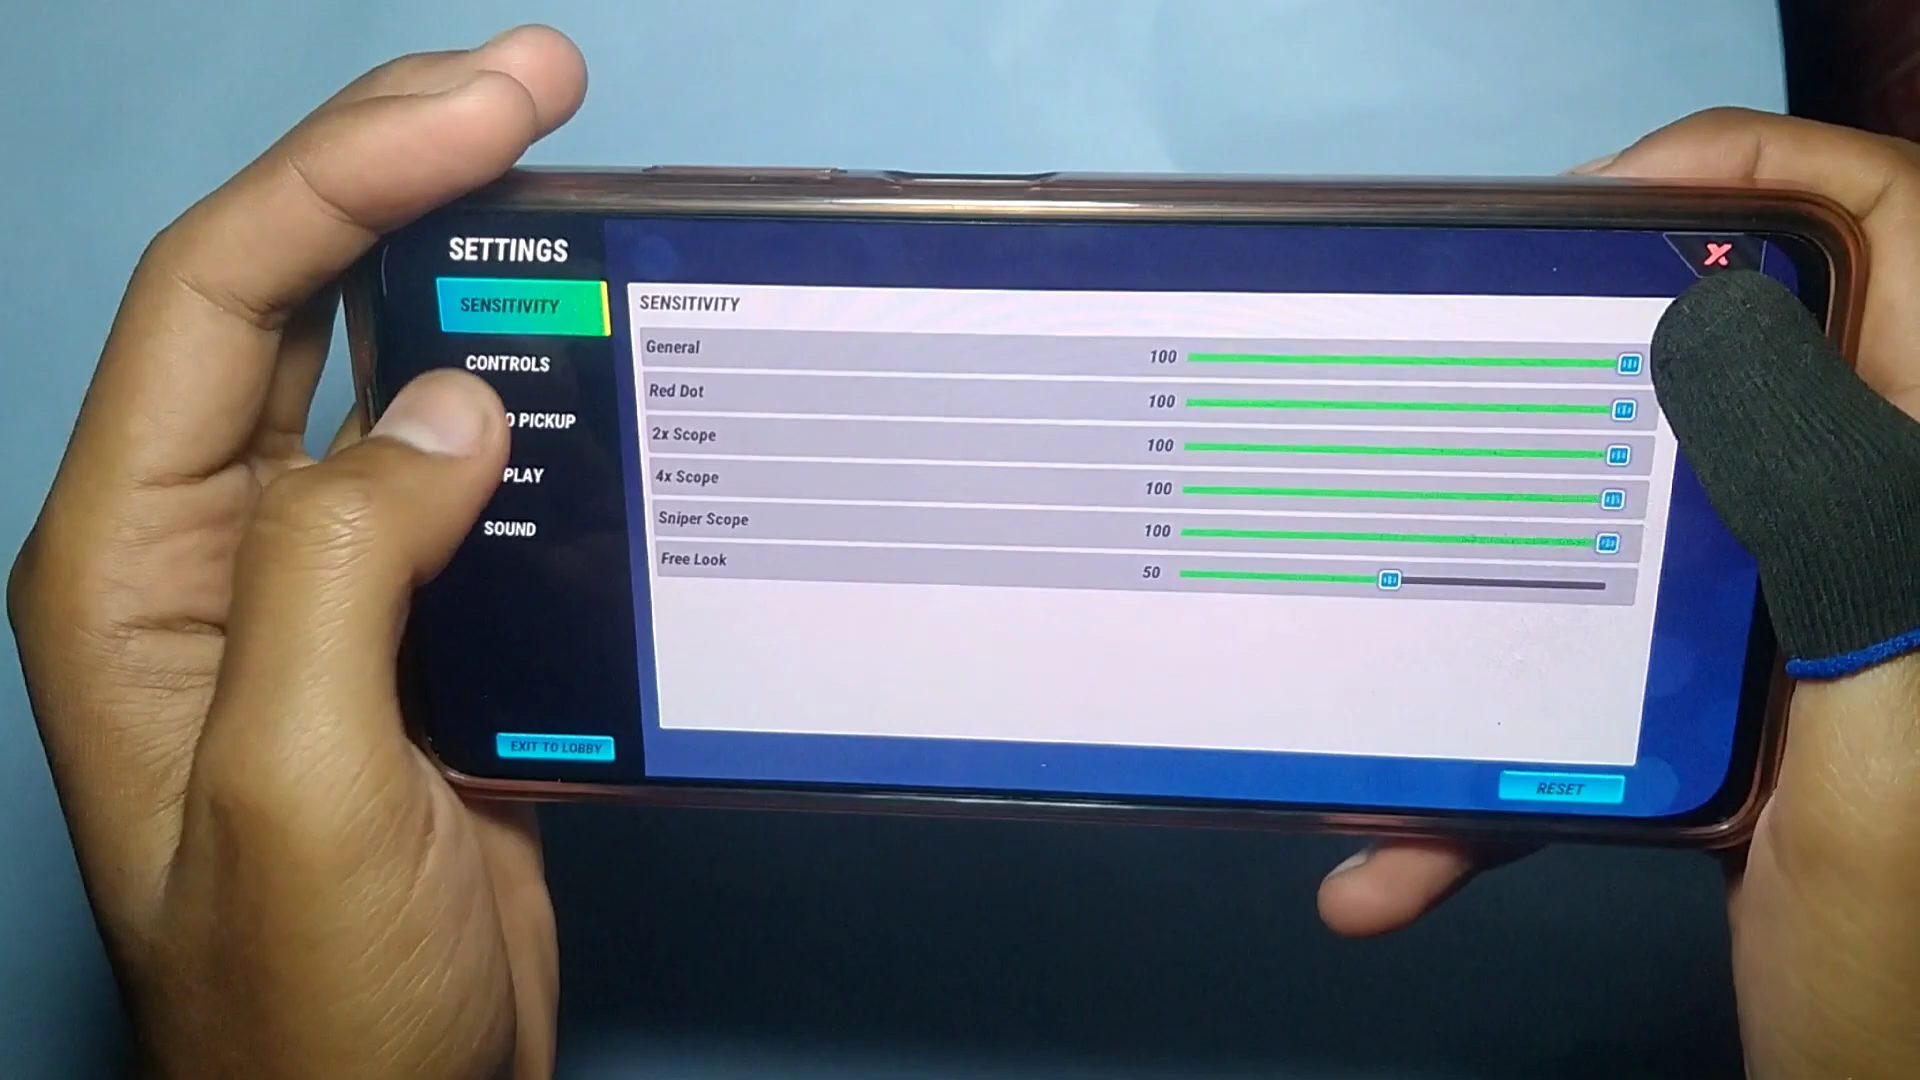 SETTINGS
SENSITIVITY
CONTROLS
O PICKUP
PLAY
SOUND
EXIT TO LOBBY
SENSITIVITY
General 100
Red Dot 100
2x Scope 100
4x Scope 100
Sniper Scope 100
Free Look 50
RESET